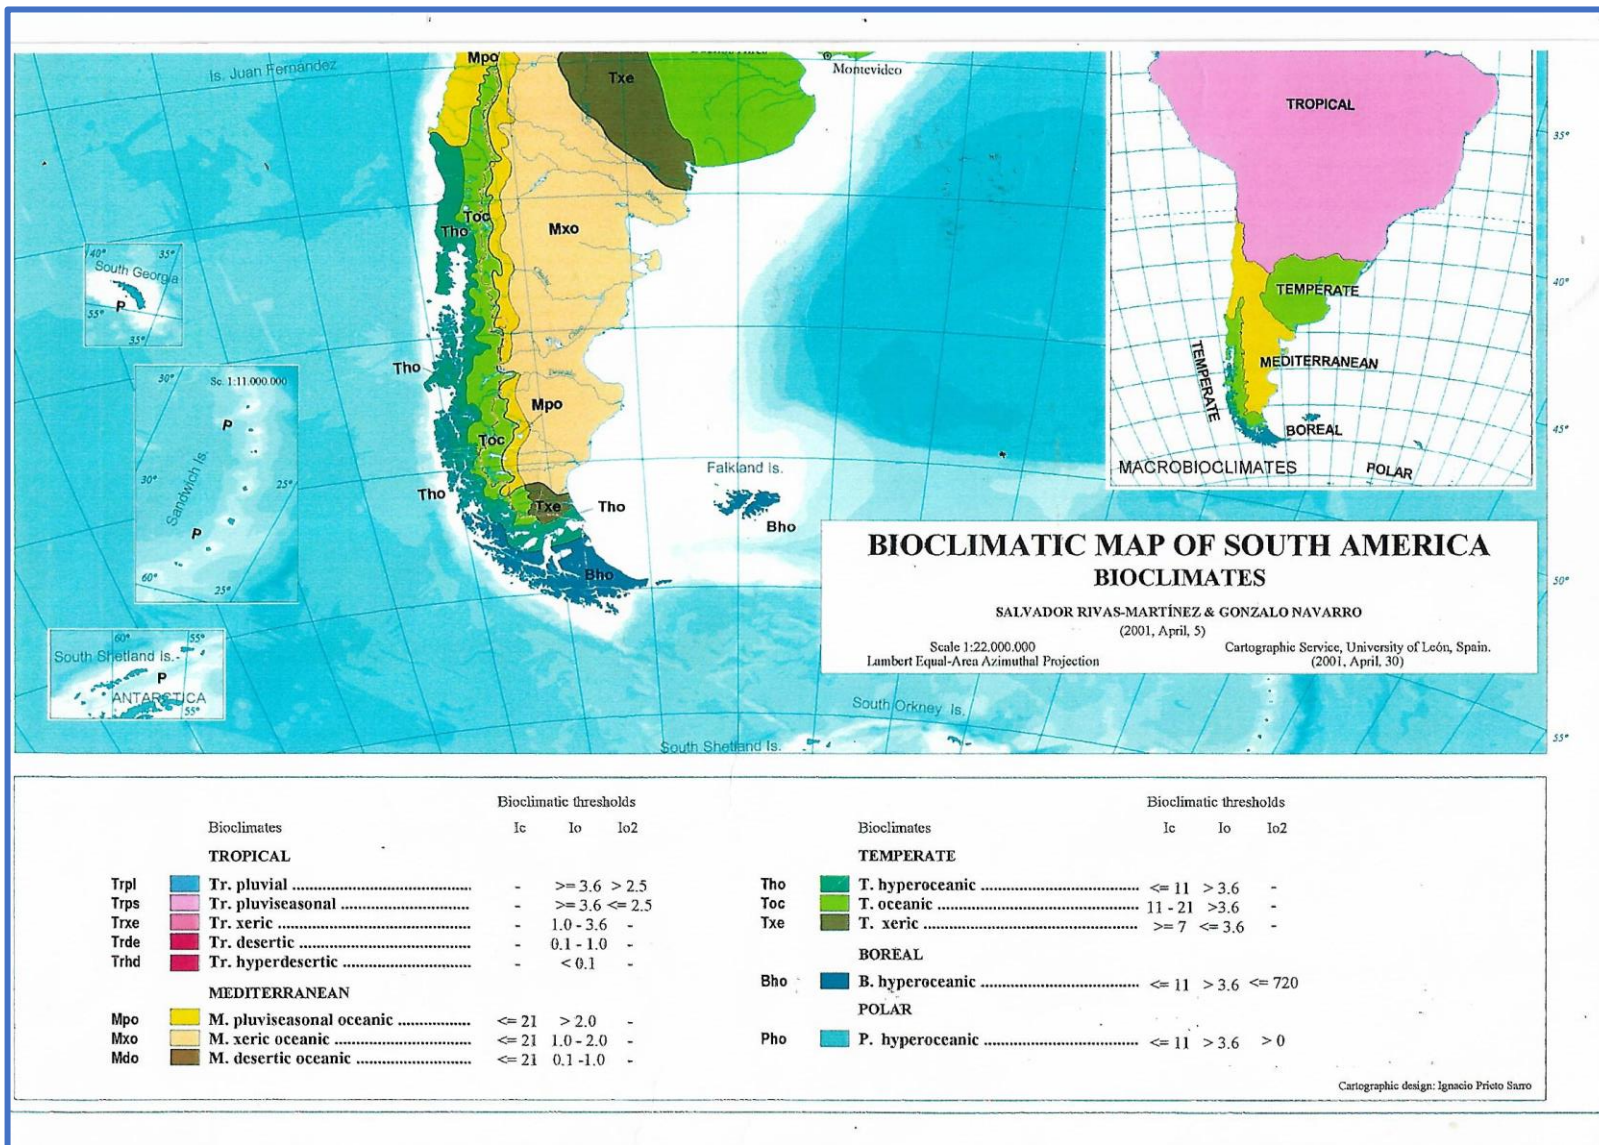 Is. Juan Fernández
Mpo
Txe
Montevideo
TROPICAL
35°
Toc
Tho
Mxo
40°
35°
South Georgia
P
55°
35°
TEMPERATE
40°
MEDITERRANEAN
TEMPERATE
BOREAL
45°
MACROBIOCLIMATES
POLAR
30°
Sc. 1:11.000.000
P
Sandwich Is.
30°
25°
P
60°
25°
Tho
Mpo
Toc
Tho
Txe
Tho
Falkland Is.
Bho
Bho
BIOCLIMATIC MAP OF SOUTH AMERICA
BIOCLIMATES
SALVADOR RIVAS-MARTÍNEZ & GONZALO NAVARRO
(2001, April, 5)
Scale 1:22.000.000
Lambert Equal-Area Azimuthal Projection
Cartographic Service, University of León, Spain.
(2001, April, 30)
50°
60°
55°
South Shetland Is.
P
ANTARCTICA
55°
South Orkney Is.
South Shetland Is.
55°
Bioclimatic thresholds
Bioclimates Ic Io Io2
TROPICAL
Trpl Tr. pluvial - >= 3.6 > 2.5
Trps Tr. pluviseasonal - >= 3.6 <= 2.5
Trxe Tr. xeric - 1.0 - 3.6 -
Trde Tr. desertic - 0.1 - 1.0 -
Trhd Tr. hyperdesertic - < 0.1 -
MEDITERRANEAN
Mpo M. pluviseasonal oceanic <= 21 > 2.0 -
Mxo M. xeric oceanic <= 21 1.0 - 2.0 -
Mdo M. desertic oceanic <= 21 0.1 -1.0 -
Bioclimatic thresholds
Bioclimates Ic Io Io2
TEMPERATE
Tho T. hyperoceanic <= 11 > 3.6 -
Toc T. oceanic 11 - 21 >3.6 -
Txe T. xeric >= 7 <= 3.6 -
BOREAL
Bho B. hyperoceanic <= 11 > 3.6 <= 720
POLAR
Pho P. hyperoceanic <= 11 > 3.6 > 0
Cartographic design: Ignacio Prieto Sarro